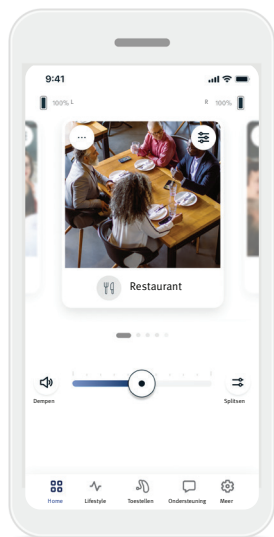 9:41
100% L
R 100%
...
Restaurant
Dempen
Splitsen
Home Lifestyle Toestellen Ondersteuning Meer